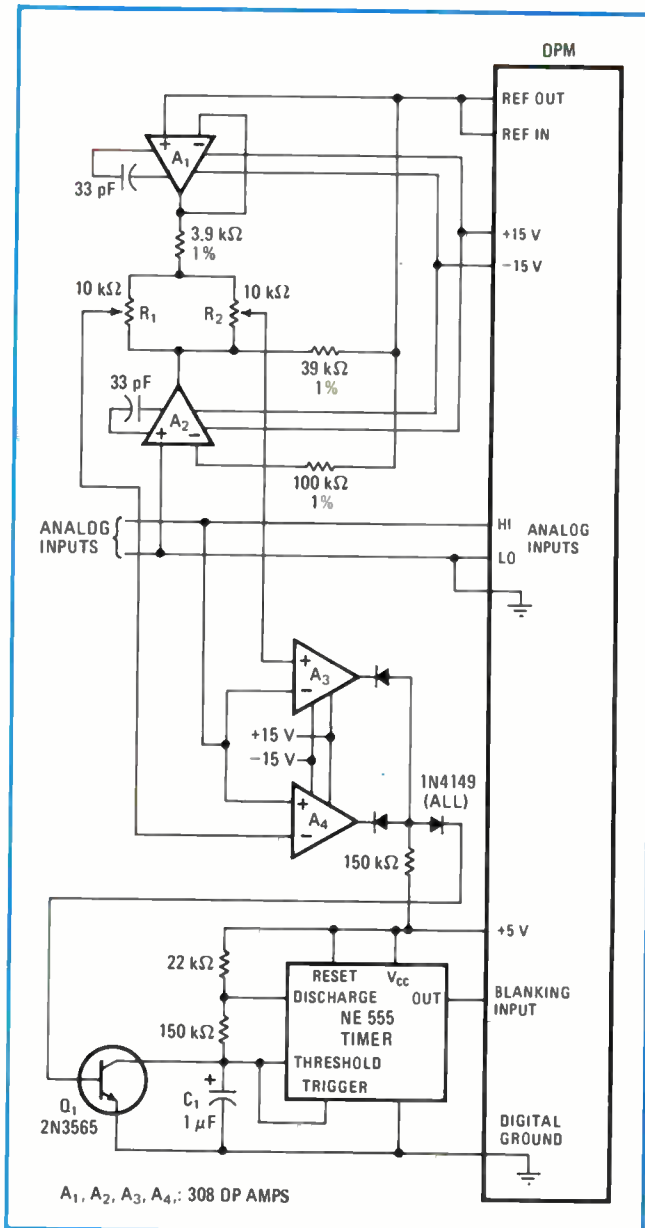 DPM
REF OUT
REF IN
+
−
A1
33 pF
3.9 kΩ
1%
+15 V
−15 V
10 kΩ
R1
R2
10 kΩ
39 kΩ
1%
33 pF
A2
+
−
100 kΩ
1%
ANALOG
INPUTS
HI
LO
ANALOG
INPUTS
+
−
A3
+15 V
−15 V
+
−
A4
1N4149
(ALL)
150 kΩ
+5 V
22 kΩ
RESET
VCC
DISCHARGE
OUT
NE 555
TIMER
BLANKING
INPUT
150 kΩ
THRESHOLD
TRIGGER
+
C1
1 μF
Q1
2N3565
DIGITAL
GROUND
A1, A2, A3, A4,: 308 OP AMPS